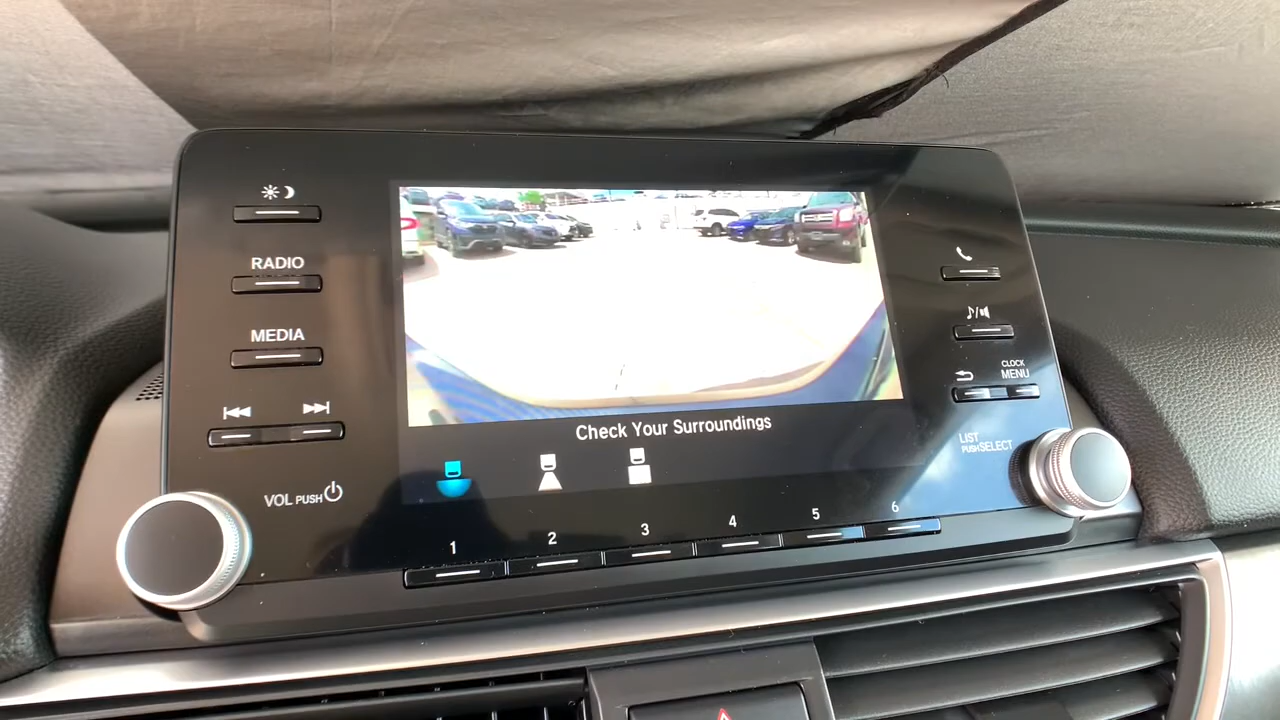 RADIO
MEDIA
VOL PUSH
Check Your Surroundings
CLOCK
MENU
LIST
PUSH SELECT
1 2 3 4 5 6